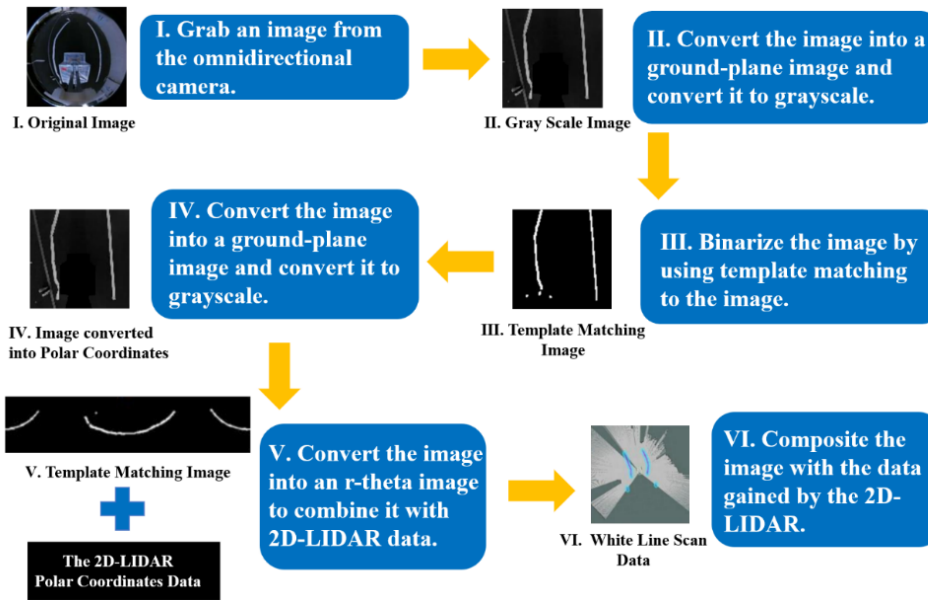 I. Grab an image from
the omnidirectional
camera.
I. Original Image
II. Gray Scale Image
II. Convert the image into a
ground-plane image and
convert it to grayscale.
III. Binarize the image by
using template matching
to the image.
III. Template Matching
Image
IV. Convert the image
into a ground-plane
image and convert it to
grayscale.
IV. Image converted
into Polar Coordinates
V. Template Matching Image
The 2D-LIDAR
Polar Coordinates Data
V. Convert the image
into an r-theta image
to combine it with
2D-LIDAR data.
VI. White Line Scan
Data
VI. Composite the
image with the data
gained by the 2D-
LIDAR.